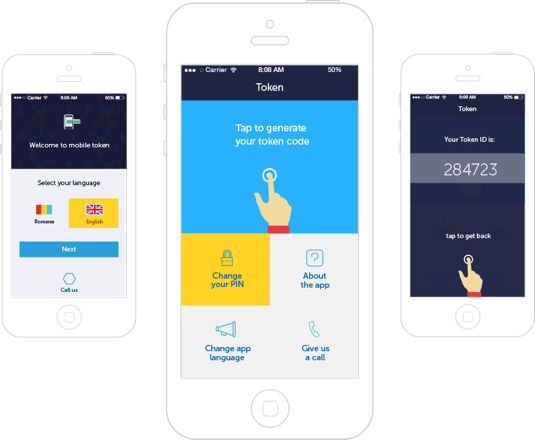 Carrier 8:08 AM 50%
Welcome to mobile token
Select your language
Romana
English
Next
Call us
Carrier 8:08 AM 50%
Token
Tap to generate
your token code
Change
your PIN
About
the app
Change app
language
Give us
a call
Carrier 8:08 AM 50%
Token
Your Token ID is:
284723
tap to get back